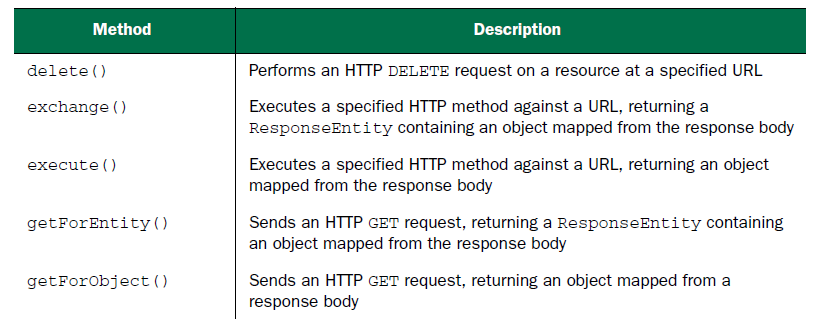 Method Description
delete() Performs an HTTP DELETE request on a resource at a specified URL
exchange() Executes a specified HTTP method against a URL, returning a
ResponseEntity containing an object mapped from the response body
execute() Executes a specified HTTP method against a URL, returning an object
mapped from the response body
getForEntity() Sends an HTTP GET request, returning a ResponseEntity containing
an object mapped from the response body
getForObject() Sends an HTTP GET request, returning an object mapped from a
response body